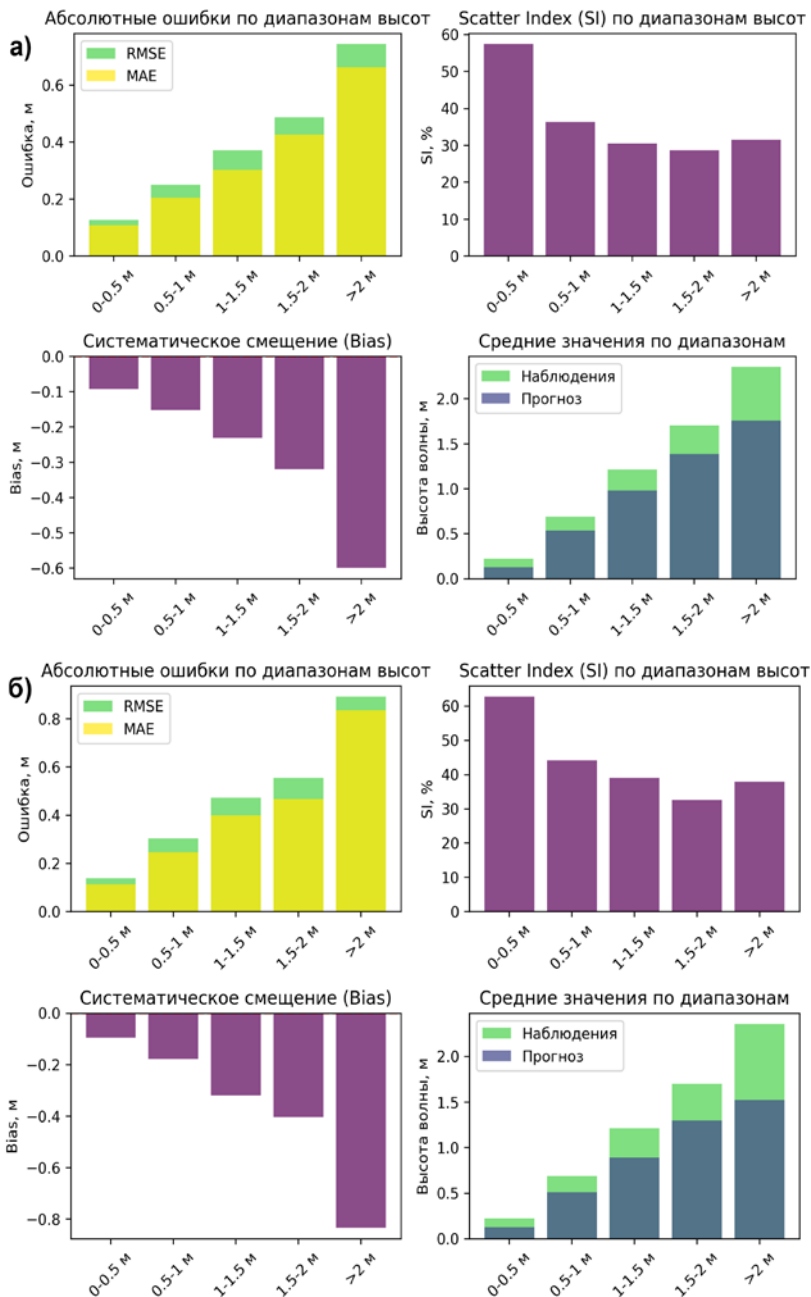 а)
Абсолютные ошибки по диапазонам высот
Ошибка, м
0.6
0.4
0.2
0.0
RMSE
MAE
0-0.5 м
0.5-1 м
1-1.5 м
1.5-2 м
>2 м
Scatter Index (SI) по диапазонам высот
SI, %
60
50
40
30
20
10
0
0-0.5 м
0.5-1 м
1-1.5 м
1.5-2 м
>2 м
Систематическое смещение (Bias)
Bias, м
0.0
−0.1
−0.2
−0.3
−0.4
−0.5
−0.6
0-0.5 м
0.5-1 м
1-1.5 м
1.5-2 м
>2 м
Средние значения по диапазонам
Высота волны, м
2.0
1.5
1.0
0.5
0.0
Наблюдения
Прогноз
0-0.5 м
0.5-1 м
1-1.5 м
1.5-2 м
>2 м
б)
Абсолютные ошибки по диапазонам высот
Ошибка, м
0.8
0.6
0.4
0.2
0.0
RMSE
MAE
0-0.5 м
0.5-1 м
1-1.5 м
1.5-2 м
>2 м
Scatter Index (SI) по диапазонам высот
SI, %
60
50
40
30
20
10
0
0-0.5 м
0.5-1 м
1-1.5 м
1.5-2 м
>2 м
Систематическое смещение (Bias)
Bias, м
0.0
−0.2
−0.4
−0.6
−0.8
0-0.5 м
0.5-1 м
1-1.5 м
1.5-2 м
>2 м
Средние значения по диапазонам
Высота волны, м
2.0
1.5
1.0
0.5
0.0
Наблюдения
Прогноз
0-0.5 м
0.5-1 м
1-1.5 м
1.5-2 м
>2 м